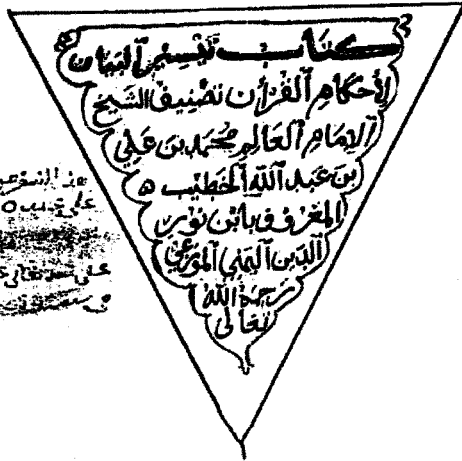 كتاب تيسير البيان
لأحكام القرآن تصنيف الشيخ
الإمام العالم محمد بن علي
بن عبد الله الخطيب
المعروف بابن نور
الدين اليمني الموزعي
رحمة الله
تعالى